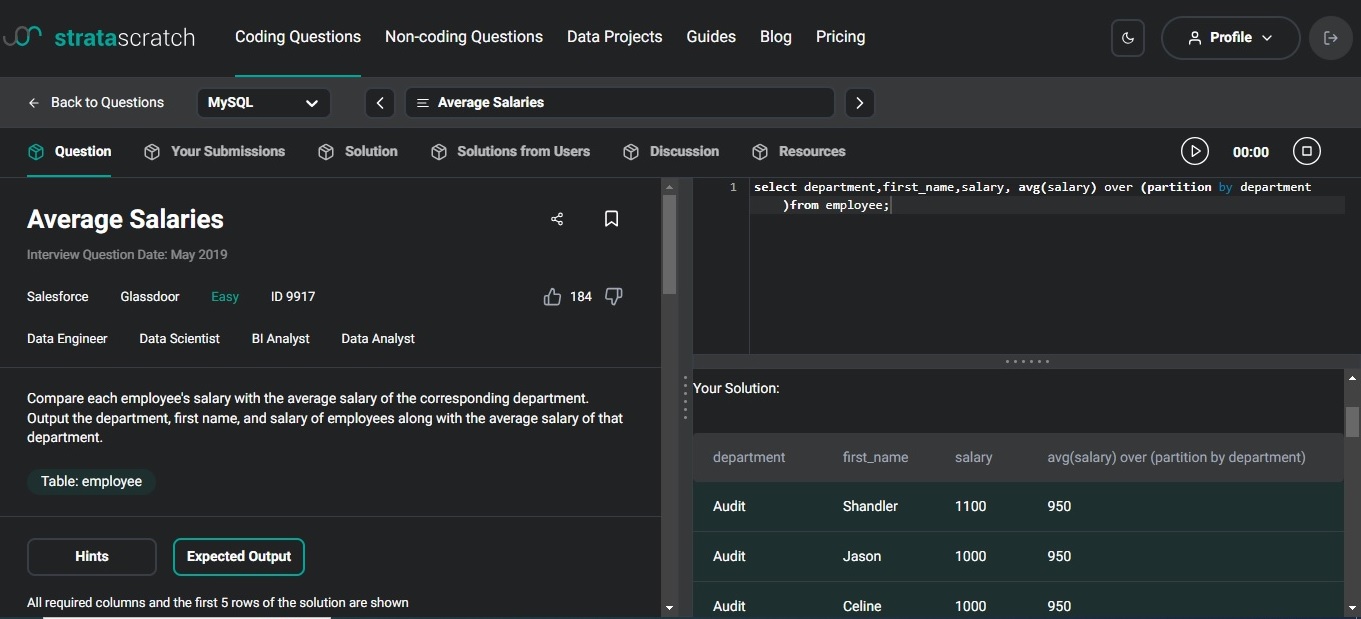 stratascratch Coding Questions Non-coding Questions Data Projects Guides Blog Pricing Profile
Back to Questions MySQL Average Salaries
Question Your Submissions Solution Solutions from Users Discussion Resources 00:00
Average Salaries
Interview Question Date: May 2019
Salesforce Glassdoor Easy ID 9917 184
Data Engineer Data Scientist BI Analyst Data Analyst
Compare each employee's salary with the average salary of the corresponding department.
Output the department, first name, and salary of employees along with the average salary of that
department.
Table: employee
Hints Expected Output
All required columns and the first 5 rows of the solution are shown
1 select department,first_name,salary, avg(salary) over (partition by department
)from employee;
Your Solution:
department first_name salary avg(salary) over (partition by department)
Audit Shandler 1100 950
Audit Jason 1000 950
Audit Celine 1000 950